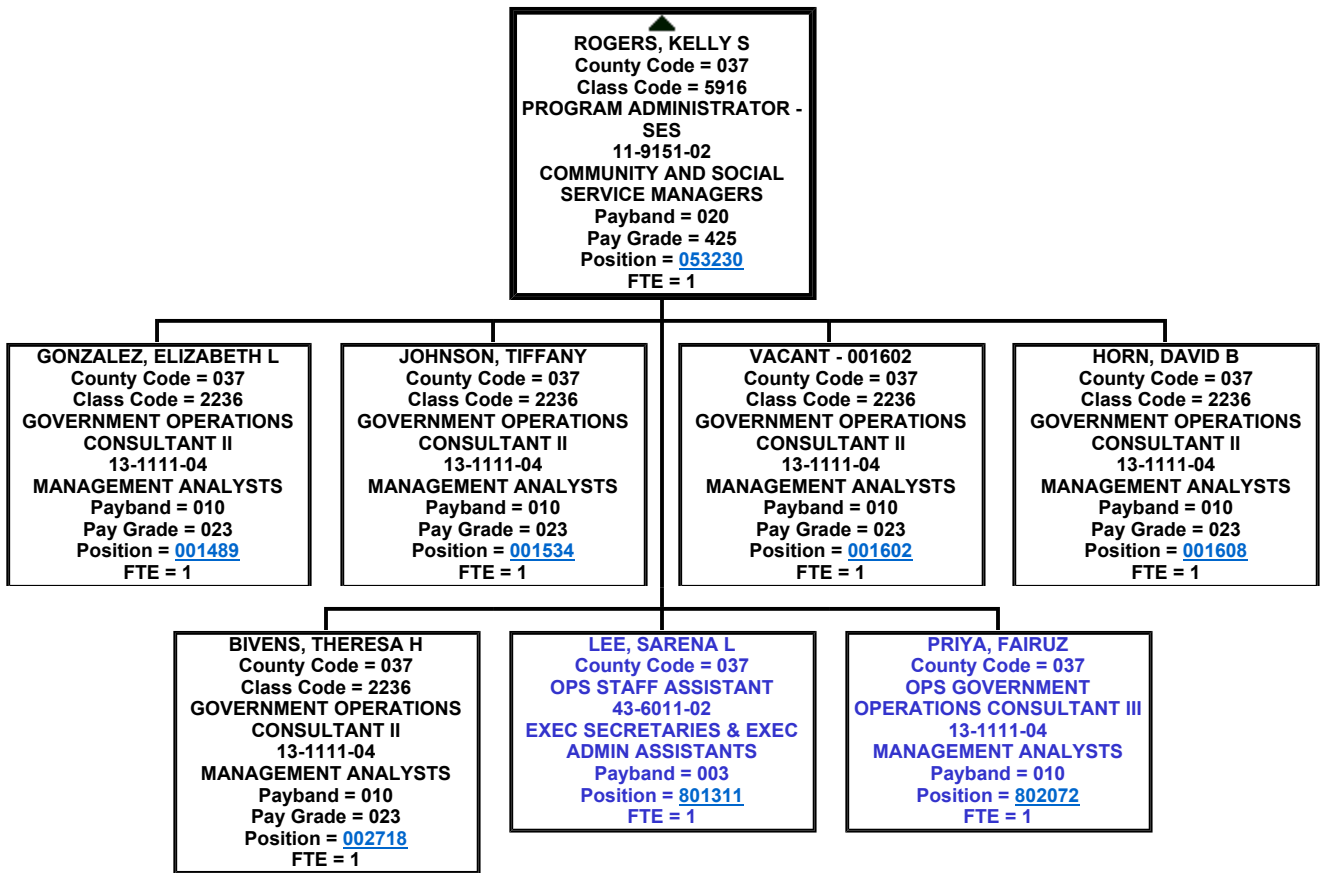 ROGERS, KELLY S
County Code = 037
Class Code = 5916
PROGRAM ADMINISTRATOR -
SES
11-9151-02
COMMUNITY AND SOCIAL
SERVICE MANAGERS
Payband = 020
Pay Grade = 425
Position = 053230
FTE = 1
GONZALEZ, ELIZABETH L
County Code = 037
Class Code = 2236
GOVERNMENT OPERATIONS
CONSULTANT II
13-1111-04
MANAGEMENT ANALYSTS
Payband = 010
Pay Grade = 023
Position = 001489
FTE = 1
JOHNSON, TIFFANY
County Code = 037
Class Code = 2236
GOVERNMENT OPERATIONS
CONSULTANT II
13-1111-04
MANAGEMENT ANALYSTS
Payband = 010
Pay Grade = 023
Position = 001534
FTE = 1
VACANT - 001602
County Code = 037
Class Code = 2236
GOVERNMENT OPERATIONS
CONSULTANT II
13-1111-04
MANAGEMENT ANALYSTS
Payband = 010
Pay Grade = 023
Position = 001602
FTE = 1
HORN, DAVID B
County Code = 037
Class Code = 2236
GOVERNMENT OPERATIONS
CONSULTANT II
13-1111-04
MANAGEMENT ANALYSTS
Payband = 010
Pay Grade = 023
Position = 001608
FTE = 1
BIVENS, THERESA H
County Code = 037
Class Code = 2236
GOVERNMENT OPERATIONS
CONSULTANT II
13-1111-04
MANAGEMENT ANALYSTS
Payband = 010
Pay Grade = 023
Position = 002718
FTE = 1
LEE, SARENA L
County Code = 037
OPS STAFF ASSISTANT
43-6011-02
EXEC SECRETARIES & EXEC
ADMIN ASSISTANTS
Payband = 003
Position = 801311
FTE = 1
PRIYA, FAIRUZ
County Code = 037
OPS GOVERNMENT
OPERATIONS CONSULTANT III
13-1111-04
MANAGEMENT ANALYSTS
Payband = 010
Position = 802072
FTE = 1